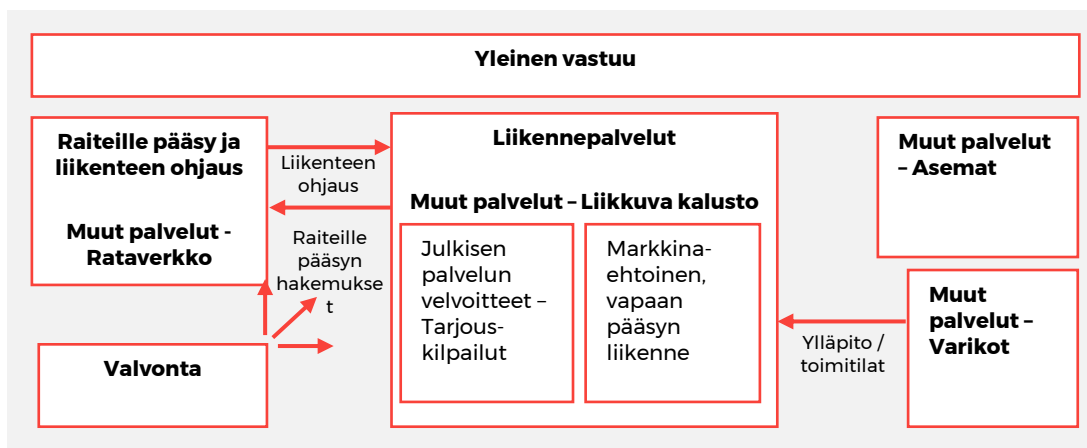 Yleinen vastuu
Raiteille pääsy ja
liikenteen ohjaus
Muut palvelut -
Rataverkko
Liikenteen
ohjaus
Raiteille
pääsyn
hakemukse
t
Valvonta
Liikennepalvelut
Muut palvelut – Liikkuva kalusto
Julkisen
palvelun
velvoitteet –
Tarjous-
kilpailut
Markkina-
ehtoinen,
vapaan
pääsyn
liikenne
Muut palvelut
– Asemat
Ylläpito /
toimitilat
Muut
palvelut –
Varikot